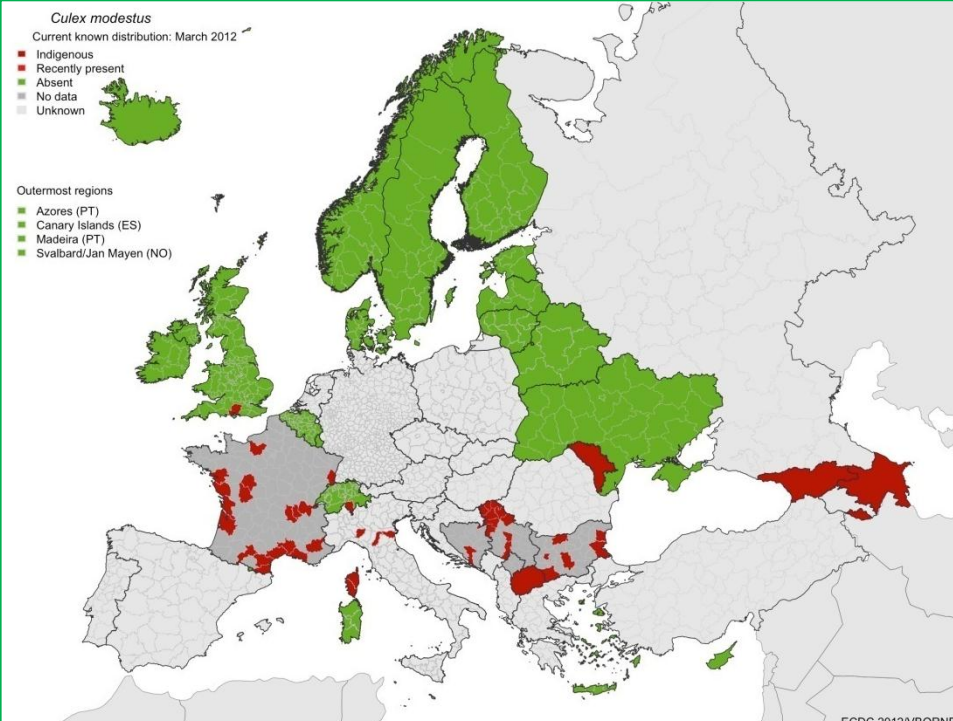 Culex modestus
Current known distribution: March 2012
Indigenous
Recently present
Absent
No data
Unknown
Outermost regions
Azores (PT)
Canary Islands (ES)
Madeira (PT)
Svalbard/Jan Mayen (NO)